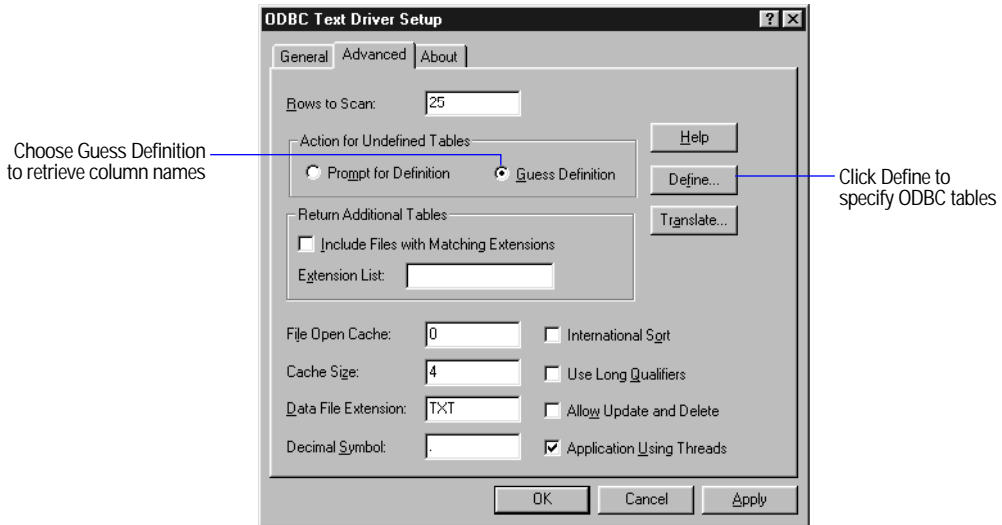 ODBC Text Driver Setup
General Advanced About
Rows to Scan: 25
Action for Undefined Tables
Prompt for Definition Guess Definition
Help
Define...
Translate...
Choose Guess Definition
to retrieve column names
Click Define to
specify ODBC tables
Return Additional Tables
Include Files with Matching Extensions
Extension List:
File Open Cache: 0 International Sort
Cache Size: 4 Use Long Qualifiers
Data File Extension: TXT Allow Update and Delete
Decimal Symbol: . Application Using Threads
OK Cancel Apply